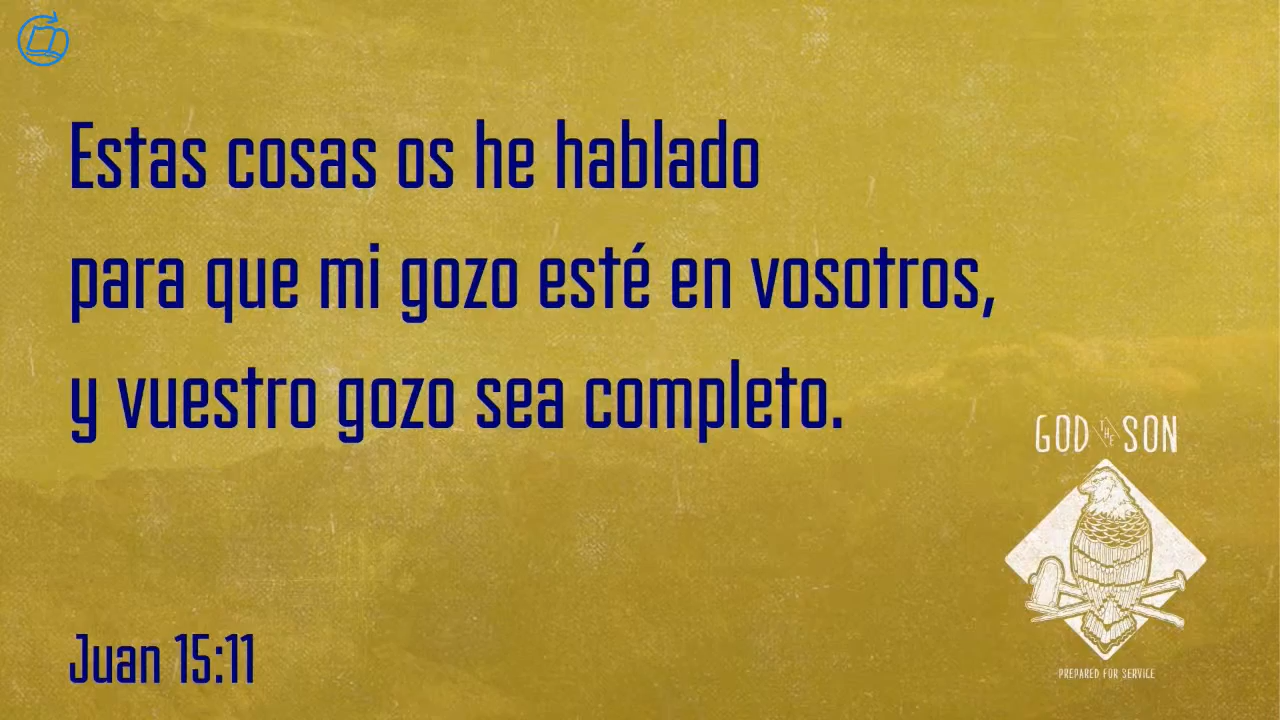 Estas cosas os he hablado
para que mi gozo esté en vosotros,
y vuestro gozo sea completo.
GOD THE SON
PREPARED FOR SERVICE
Juan 15:11